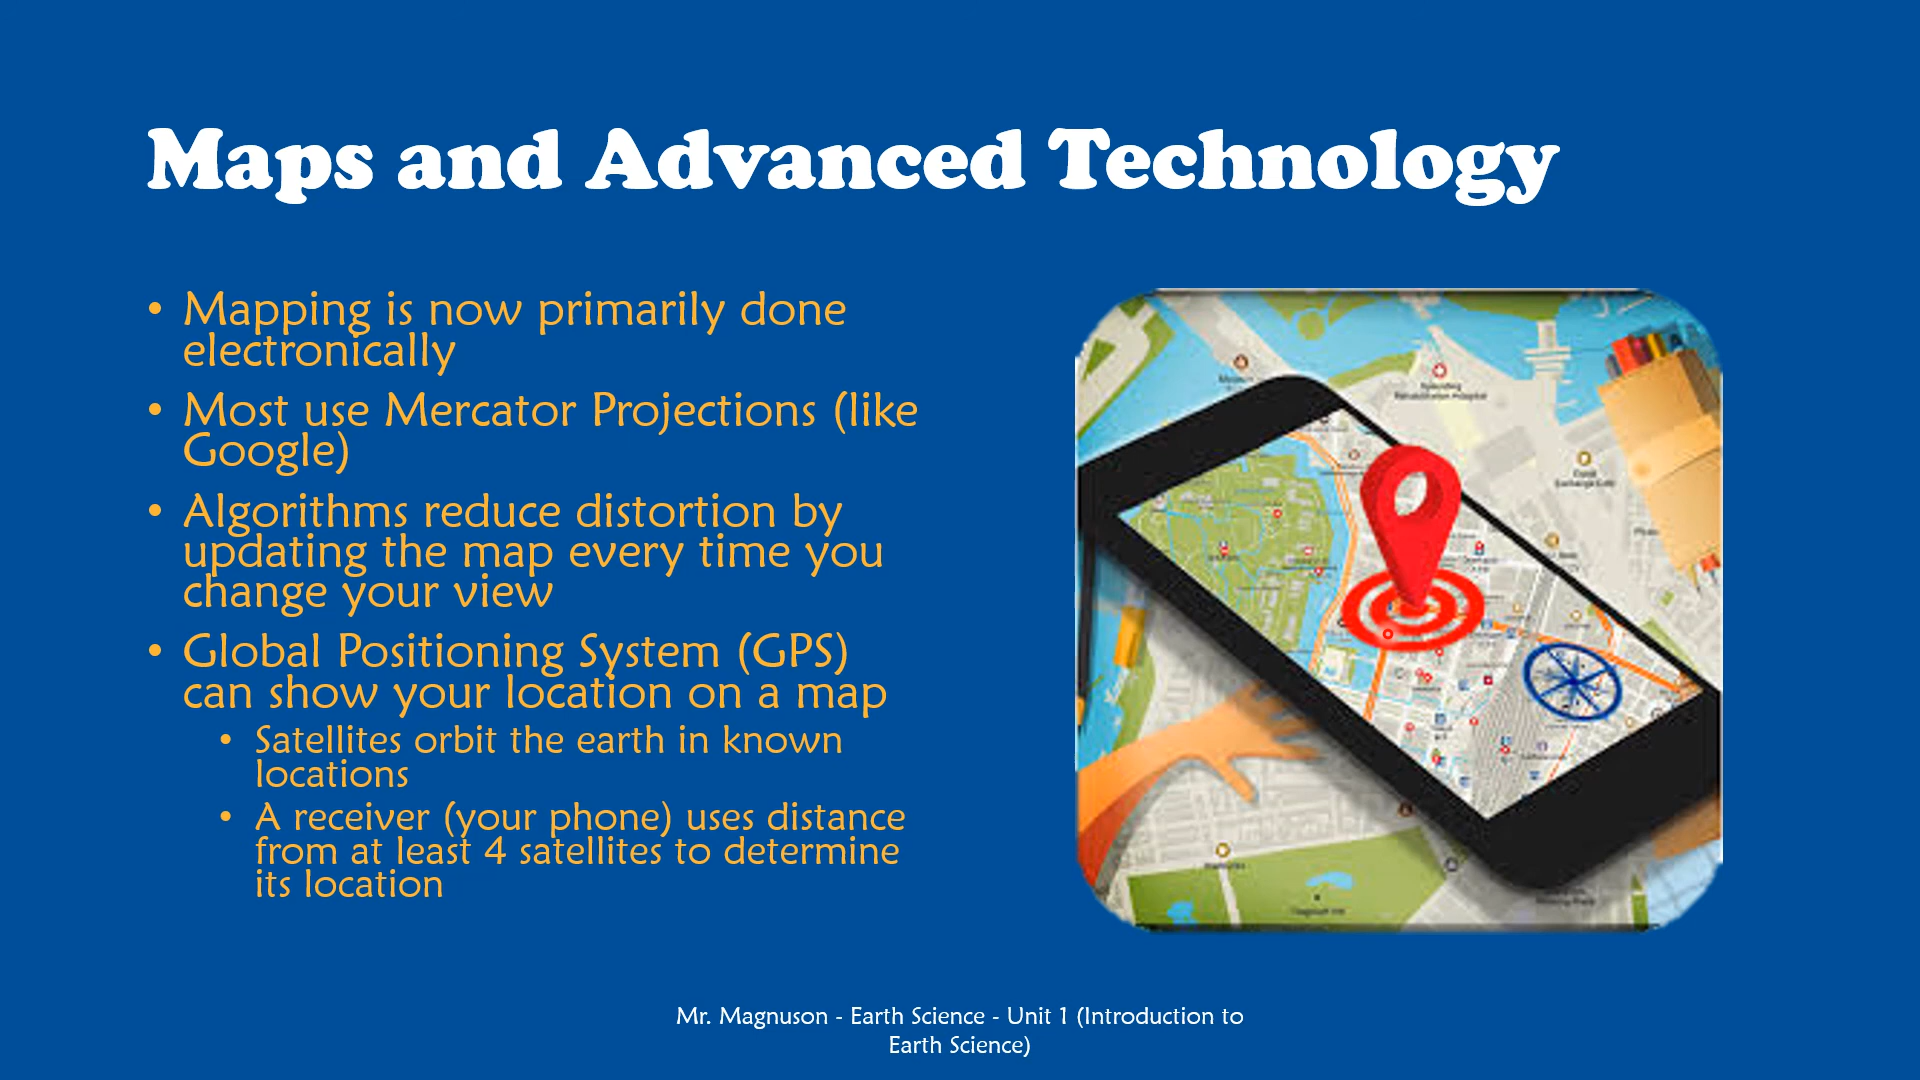 Maps and Advanced Technology
• Mapping is now primarily done
electronically
• Most use Mercator Projections (like
Google)
• Algorithms reduce distortion by
updating the map every time you
change your view
• Global Positioning System (GPS)
can show your location on a map
• Satellites orbit the earth in known
locations
• A receiver (your phone) uses distance
from at least 4 satellites to determine
its location
Mr. Magnuson - Earth Science - Unit 1 (Introduction to
Earth Science)